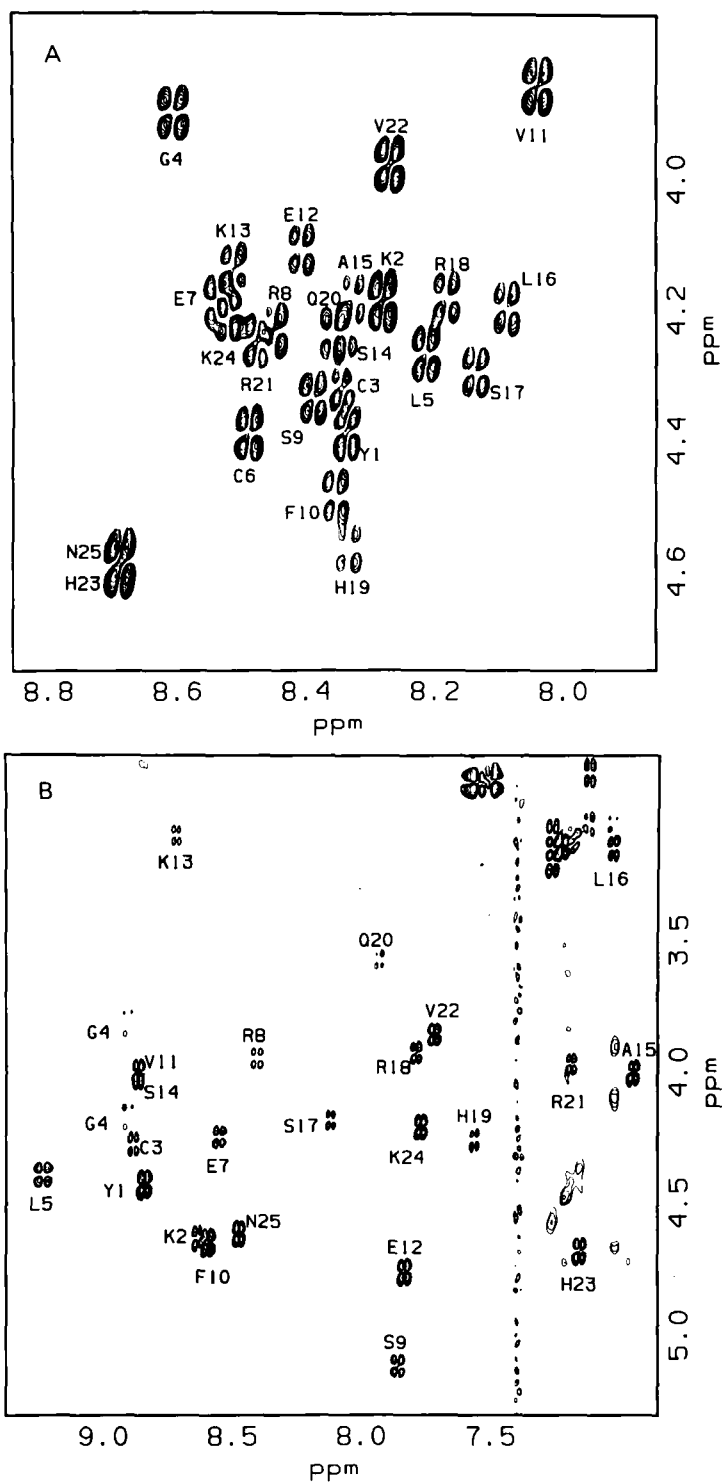 A
G4
V22
V11
4.0
K13
E12
E7
R8
A15
K2
Q20
R18
L16
4.2
K24
S14
R21
C3
L5
S17
S9
Y1
C6
4.4
F10
N25
H23
H19
4.6
ppm
8.8 8.6 8.4 8.2 8.0
ppm
B
K13
L16
Q20
3.5
G4
R8
V22
V11
R18
A15
4.0
S14
R21
G4
S17
H19
C3
E7
K24
L5
Y1
K2
N25
4.5
F10
E12
H23
S9
5.0
ppm
9.0 8.5 8.0 7.5
ppm